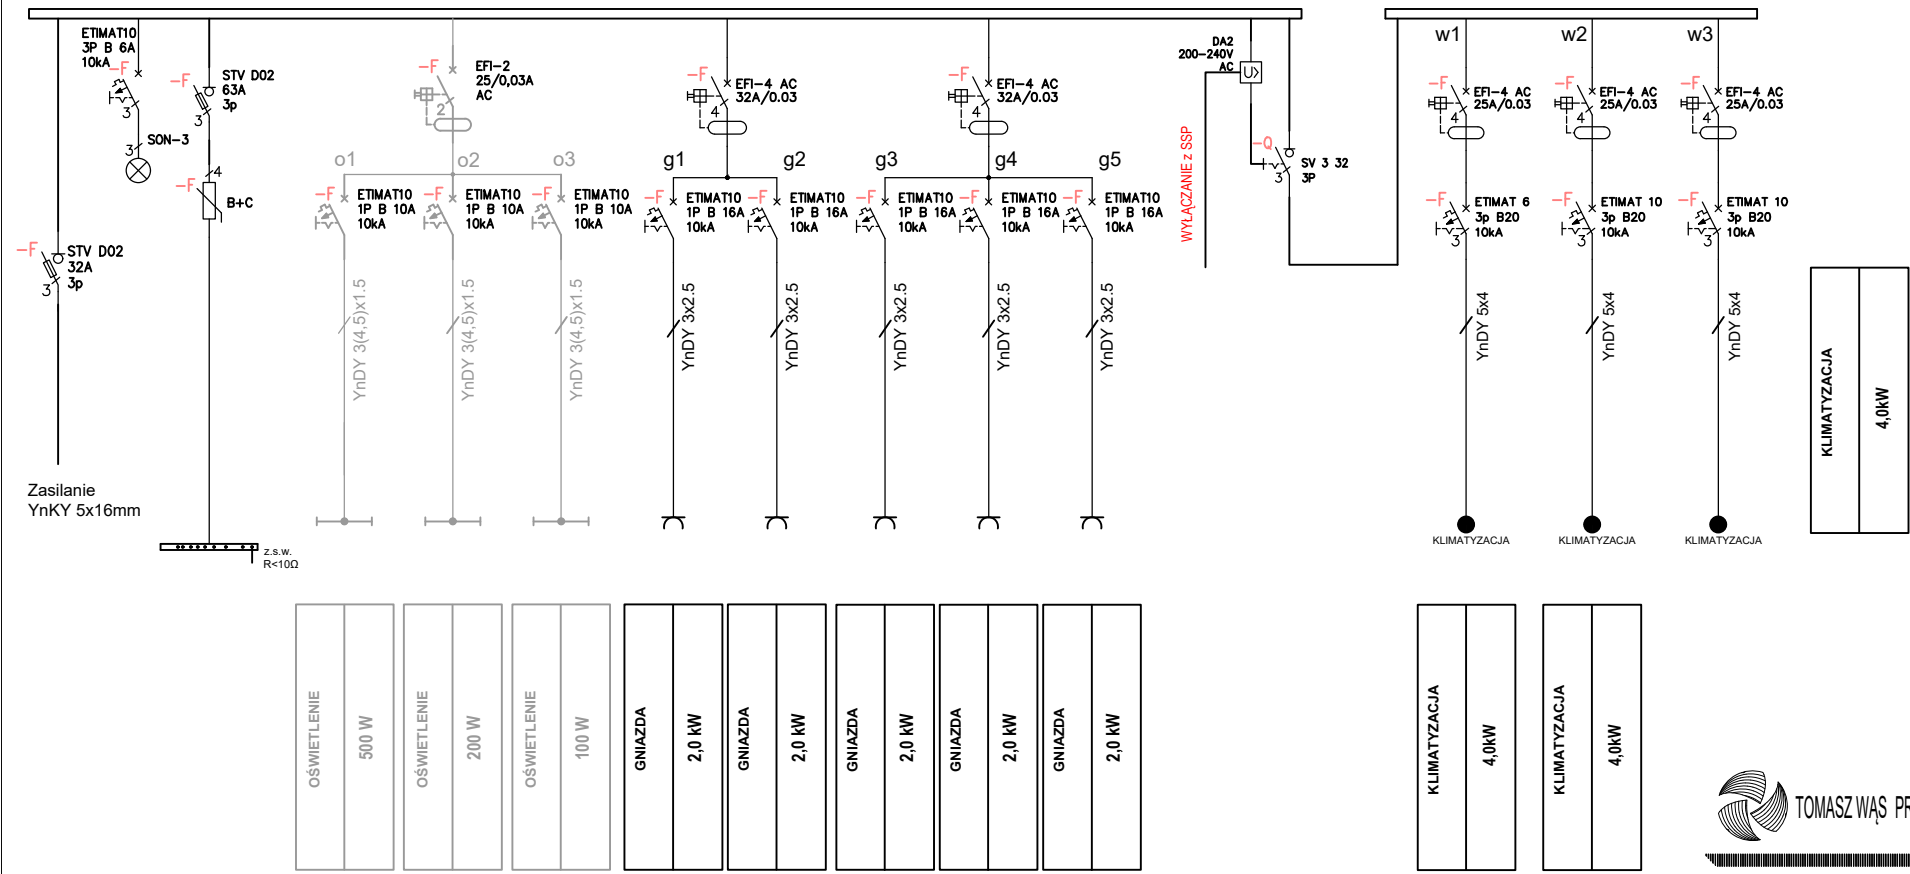 ETIMAT10
3P B 6A
10kA
-F
3
SON-3
3
-F
STV D02
63A
3p
3
4
-F
B+C
-F
STV D02
32A
3p
3
Zasilanie
YnKY 5x16mm
z.s.w.
R<10Ω
-F
EFI-2
25/0,03A
AC
2
o1
o2
o3
-F
ETIMAT10
1P B 10A
10kA
-F
ETIMAT10
1P B 10A
10kA
-F
ETIMAT10
1P B 10A
10kA
YnDY 3(4,5)x1.5
YnDY 3(4,5)x1.5
YnDY 3(4,5)x1.5
-F
EFI-4 AC
32A/0.03
4
g1
g2
-F
ETIMAT10
1P B 16A
10kA
-F
ETIMAT10
1P B 16A
10kA
YnDY 3x2.5
YnDY 3x2.5
-F
EFI-4 AC
32A/0.03
4
g3
g4
g5
-F
ETIMAT10
1P B 16A
10kA
-F
ETIMAT10
1P B 16A
10kA
-F
ETIMAT10
1P B 16A
10kA
YnDY 3x2.5
YnDY 3x2.5
YnDY 3x2.5
DA2
200-240V
AC
U>
WYŁĄCZANIE z SSP
-Q
3
SV 3 32
3P
w1
w2
w3
-F
EFI-4 AC
25A/0.03
4
-F
EFI-4 AC
25A/0.03
4
-F
EFI-4 AC
25A/0.03
4
-F
ETIMAT 6
3p B20
10kA
3
-F
ETIMAT 10
3p B20
10kA
3
-F
ETIMAT 10
3p B20
10kA
3
YnDY 5x4
YnDY 5x4
YnDY 5x4
KLIMATYZACJA
KLIMATYZACJA
KLIMATYZACJA
KLIMATYZACJA
4,0kW
OŚWIETLENIE
500 W
OŚWIETLENIE
200 W
OŚWIETLENIE
100 W
GNIAZDA
2,0 kW
GNIAZDA
2,0 kW
GNIAZDA
2,0 kW
GNIAZDA
2,0 kW
GNIAZDA
2,0 kW
KLIMATYZACJA
4,0kW
KLIMATYZACJA
4,0kW
TOMASZ WĄS PR